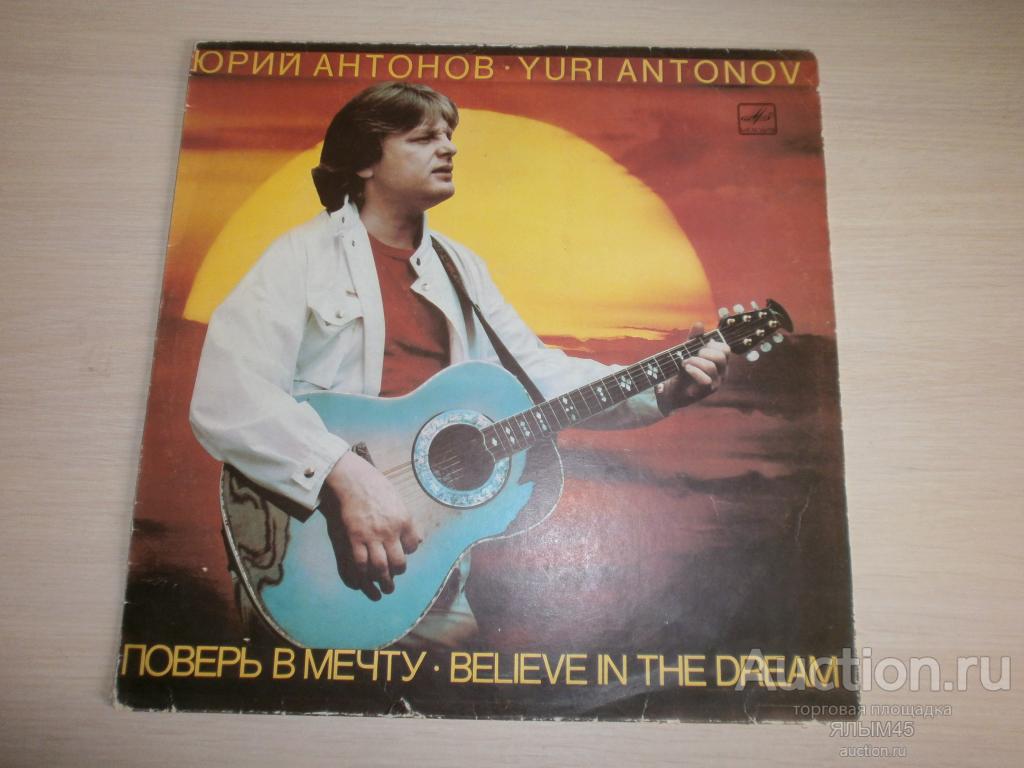 ЮРИЙ АНТОНОВ · YURI ANTONOV
ПОВЕРЬ В МЕЧТУ · BELIEVE IN THE DREAM
Auction.ru
торговая площадка
ЯЛЫМ45
auction.ru